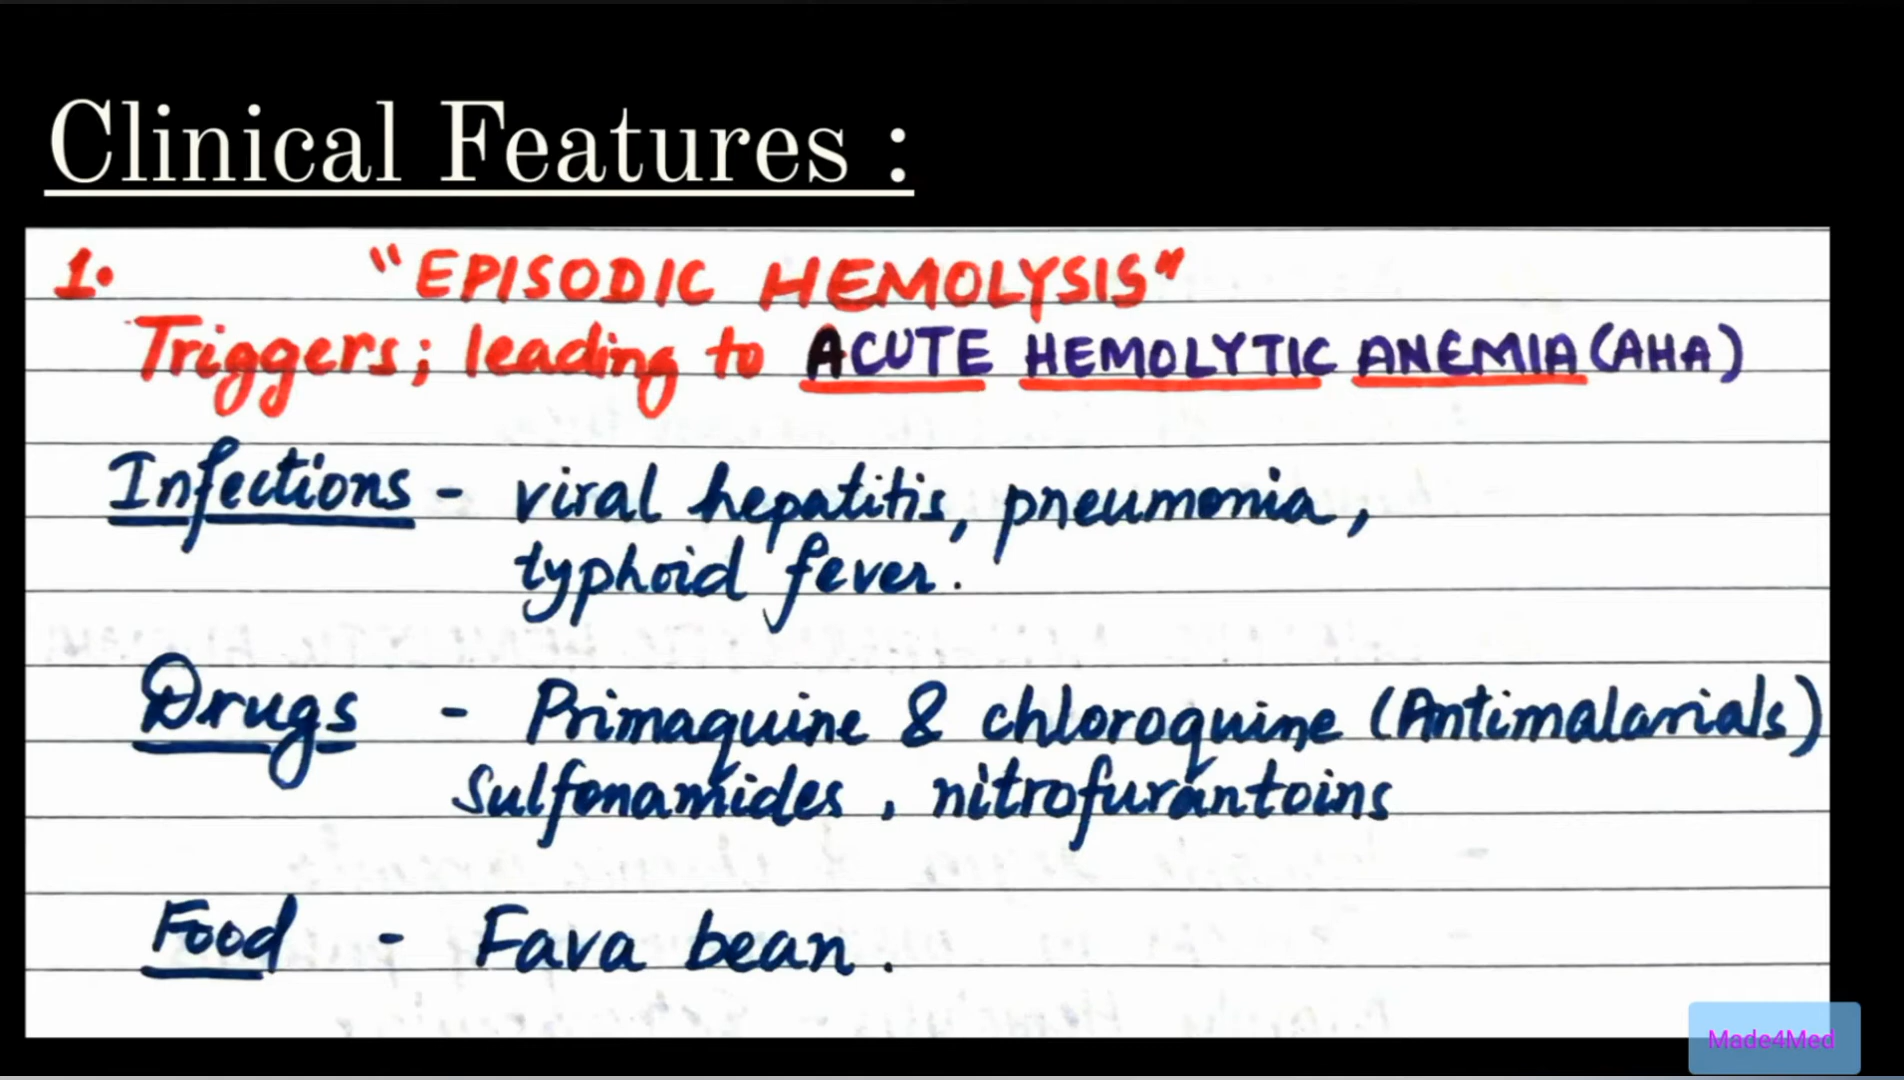 Clinical Features :
1. "EPISODIC HEMOLYSIS"
Triggers; leading to ACUTE HEMOLYTIC ANEMIA (AHA)
Infections - viral hepatitis, pneumonia,
typhoid fever.
Drugs - Primaquine & chloroquine (Antimalarials)
Sulfonamides, nitrofurantoins
Food - Fava bean.
Made4Med